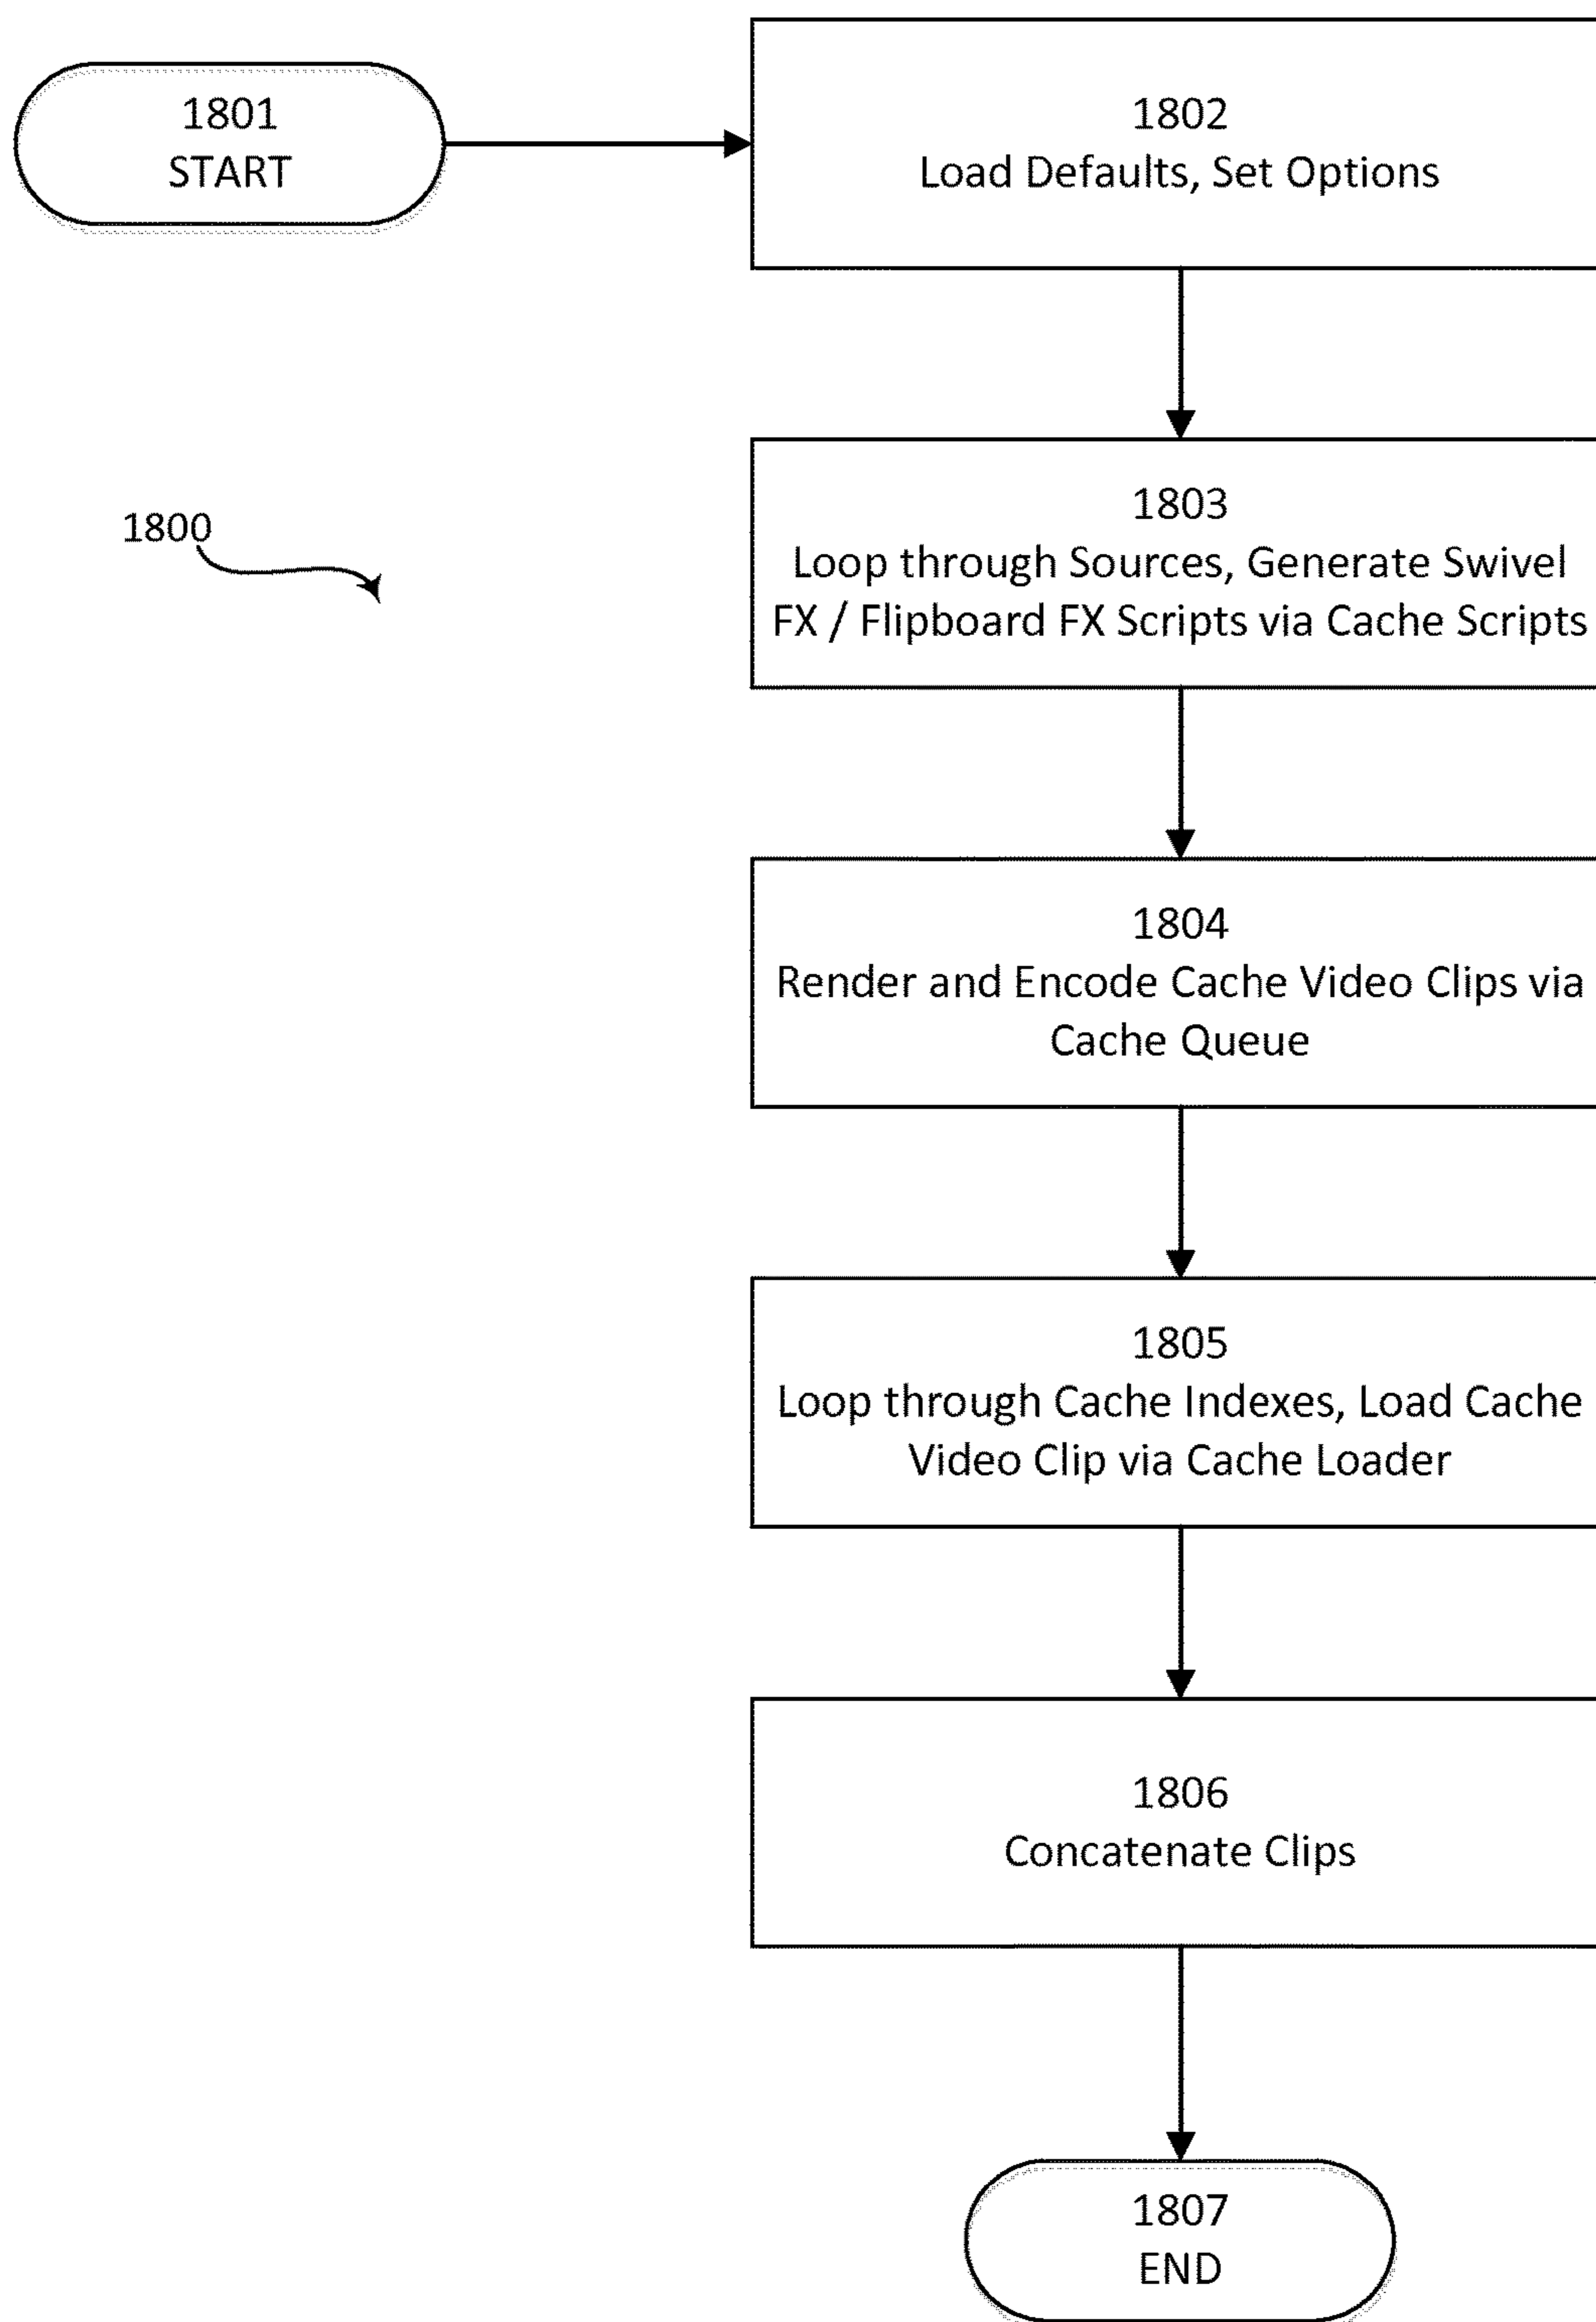 1801
START
1802
Load Defaults, Set Options
1800
1803
Loop through Sources, Generate Swivel
FX / Flipboard FX Scripts via Cache Scripts
1804
Render and Encode Cache Video Clips via
Cache Queue
1805
Loop through Cache Indexes, Load Cache
Video Clip via Cache Loader
1806
Concatenate Clips
1807
END